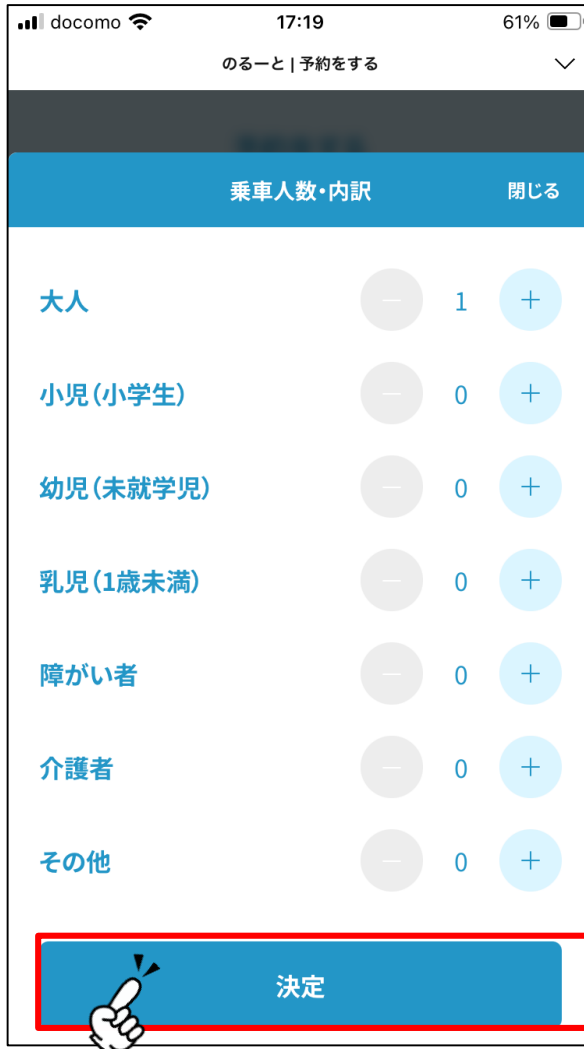 docomo 17:19 61%
のるーと | 予約をする
乗車人数・内訳 閉じる
大人 － 1 ＋
小児（小学生） － 0 ＋
幼児（未就学児） － 0 ＋
乳児（1歳未満） － 0 ＋
障がい者 － 0 ＋
介護者 － 0 ＋
その他 － 0 ＋
決定